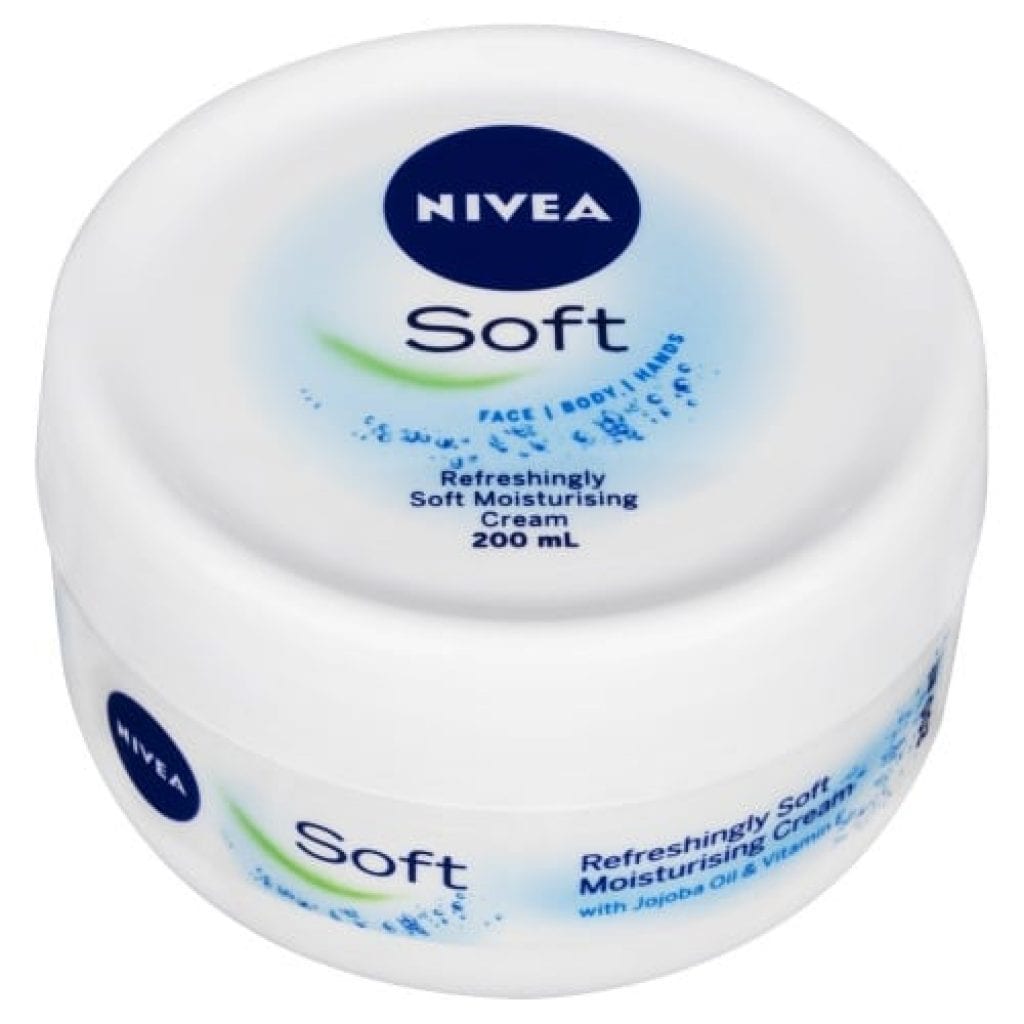 NIVEA
Soft
FACE | BODY | HANDS
Refreshingly
Soft Moisturising
Cream
200 mL
NIVEA
Soft
Refreshingly Soft
Moisturising Cream
with Jojoba Oil & Vitamin E